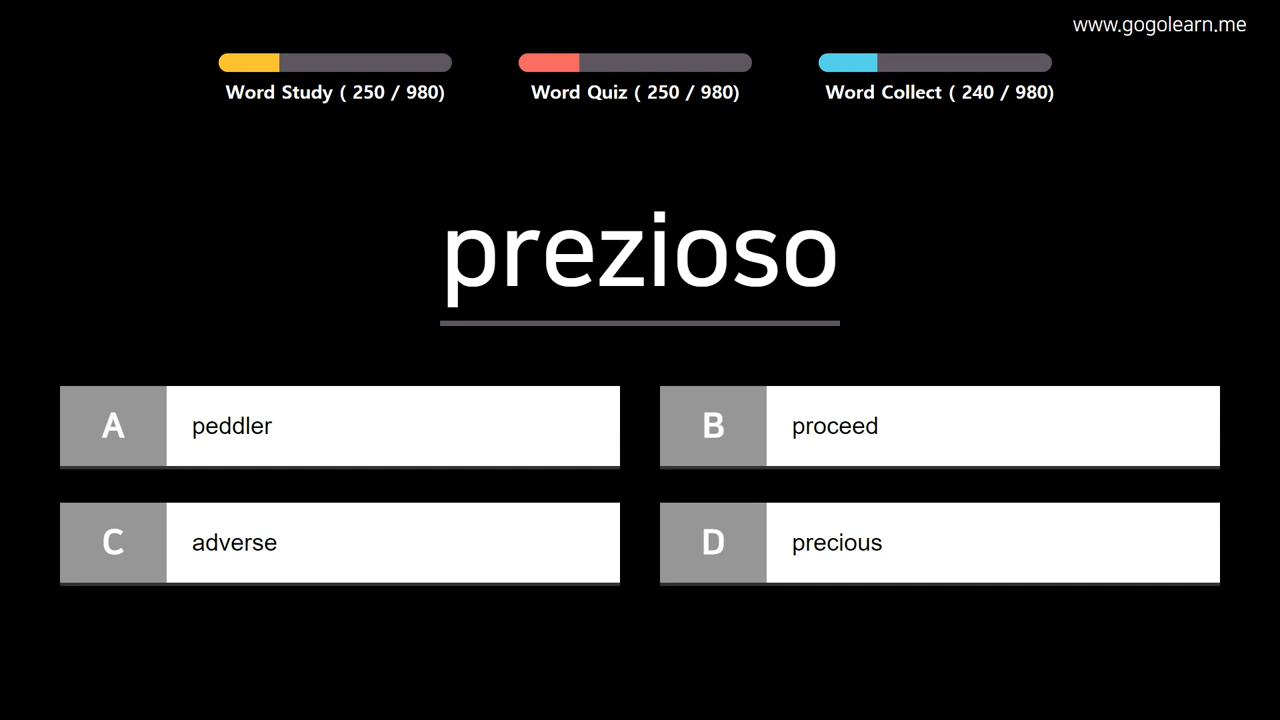 www.gogolearn.me
Word Study ( 250 / 980)
Word Quiz ( 250 / 980)
Word Collect ( 240 / 980)
prezioso
A peddler
B proceed
C adverse
D precious